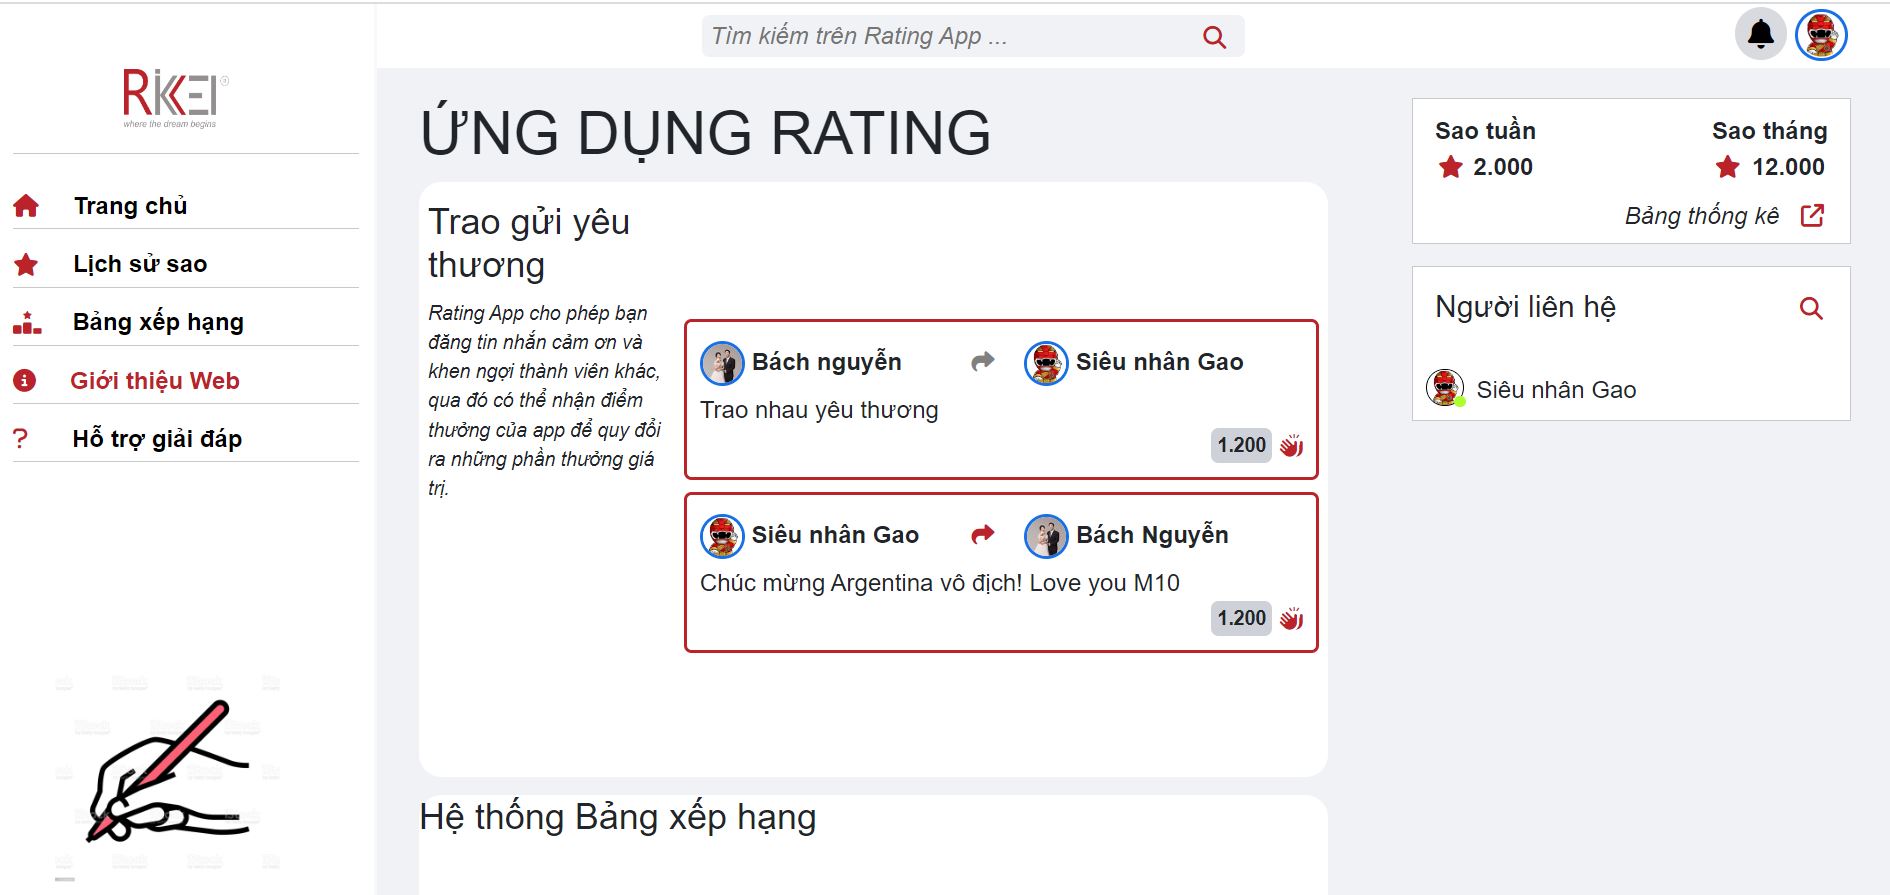 Tìm kiếm trên Rating App ...
RIKKEI
where the dream begins
Trang chủ
Lịch sử sao
Bảng xếp hạng
Giới thiệu Web
Hỗ trợ giải đáp
ỨNG DỤNG RATING
Trao gửi yêu
thương
Rating App cho phép bạn
đăng tin nhắn cảm ơn và
khen ngợi thành viên khác,
qua đó có thể nhận điểm
thưởng của app để quy đổi
ra những phần thưởng giá
trị.
Bách nguyễn Siêu nhân Gao
Trao nhau yêu thương
1.200
Siêu nhân Gao Bách Nguyễn
Chúc mừng Argentina vô địch! Love you M10
1.200
Hệ thống Bảng xếp hạng
Sao tuần Sao tháng
2.000 12.000
Bảng thống kê
Người liên hệ
Siêu nhân Gao